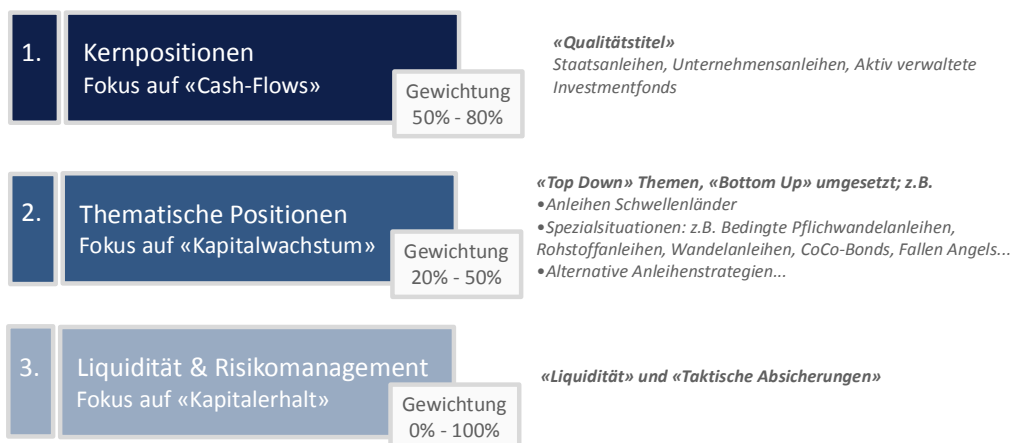 1.
Kernpositionen
Fokus auf «Cash-Flows»
Gewichtung
50% - 80%
«Qualitätstitel»
Staatsanleihen, Unternehmensanleihen, Aktiv verwaltete
Investmentfonds
2.
Thematische Positionen
Fokus auf «Kapitalwachstum»
Gewichtung
20% - 50%
«Top Down» Themen, «Bottom Up» umgesetzt; z.B.
•Anleihen Schwellenländer
•Spezialsituationen: z.B. Bedingte Pflichwandelanleihen,
Rohstoffanleihen, Wandelanleihen, CoCo-Bonds, Fallen Angels...
•Alternative Anleihenstrategien...
3.
Liquidität & Risikomanagement
Fokus auf «Kapitalerhalt»
Gewichtung
0% - 100%
«Liquidität» und «Taktische Absicherungen»